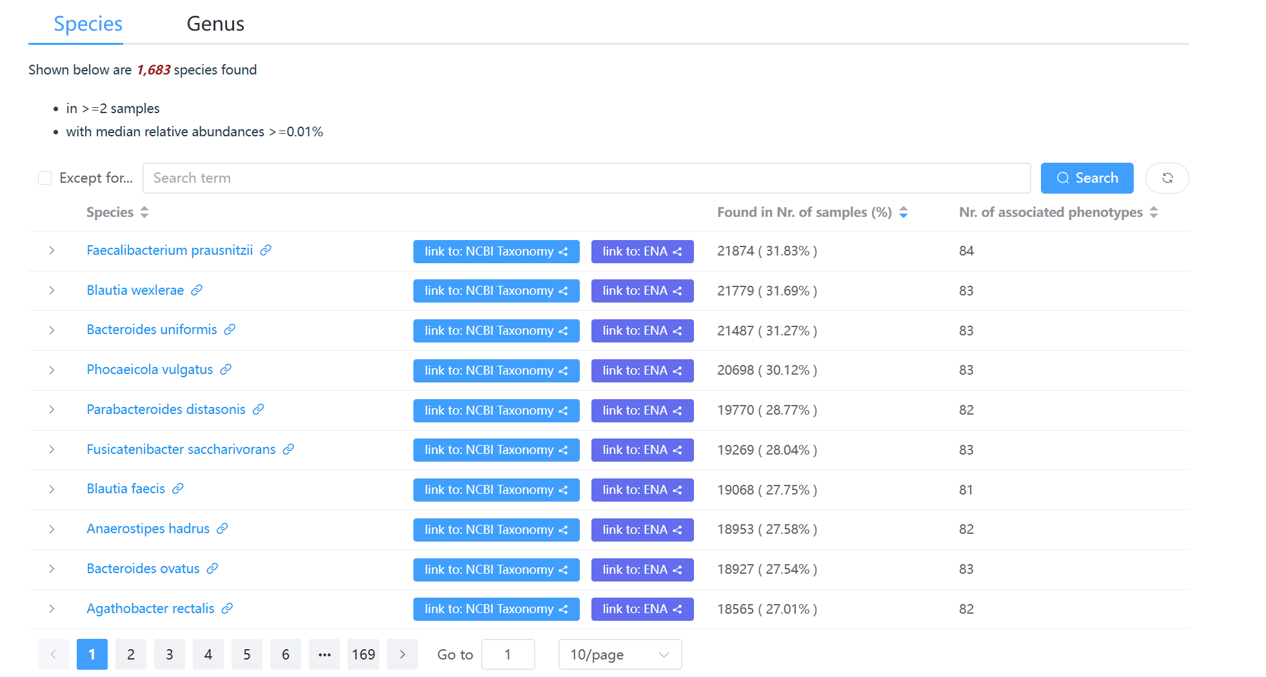 Species Genus
Shown below are 1,683 species found
• in >=2 samples
• with median relative abundances >=0.01%
Except for... Search term Search
Species Found in Nr. of samples (%) Nr. of associated phenotypes
Faecalibacterium prausnitzii link to: NCBI Taxonomy link to: ENA 21874 ( 31.83% ) 84
Blautia wexlerae link to: NCBI Taxonomy link to: ENA 21779 ( 31.69% ) 83
Bacteroides uniformis link to: NCBI Taxonomy link to: ENA 21487 ( 31.27% ) 83
Phocaeicola vulgatus link to: NCBI Taxonomy link to: ENA 20698 ( 30.12% ) 83
Parabacteroides distasonis link to: NCBI Taxonomy link to: ENA 19770 ( 28.77% ) 82
Fusicatenibacter saccharivorans link to: NCBI Taxonomy link to: ENA 19269 ( 28.04% ) 83
Blautia faecis link to: NCBI Taxonomy link to: ENA 19068 ( 27.75% ) 81
Anaerostipes hadrus link to: NCBI Taxonomy link to: ENA 18953 ( 27.58% ) 82
Bacteroides ovatus link to: NCBI Taxonomy link to: ENA 18927 ( 27.54% ) 83
Agathobacter rectalis link to: NCBI Taxonomy link to: ENA 18565 ( 27.01% ) 82
1 2 3 4 5 6 ••• 169 Go to 1 10/page